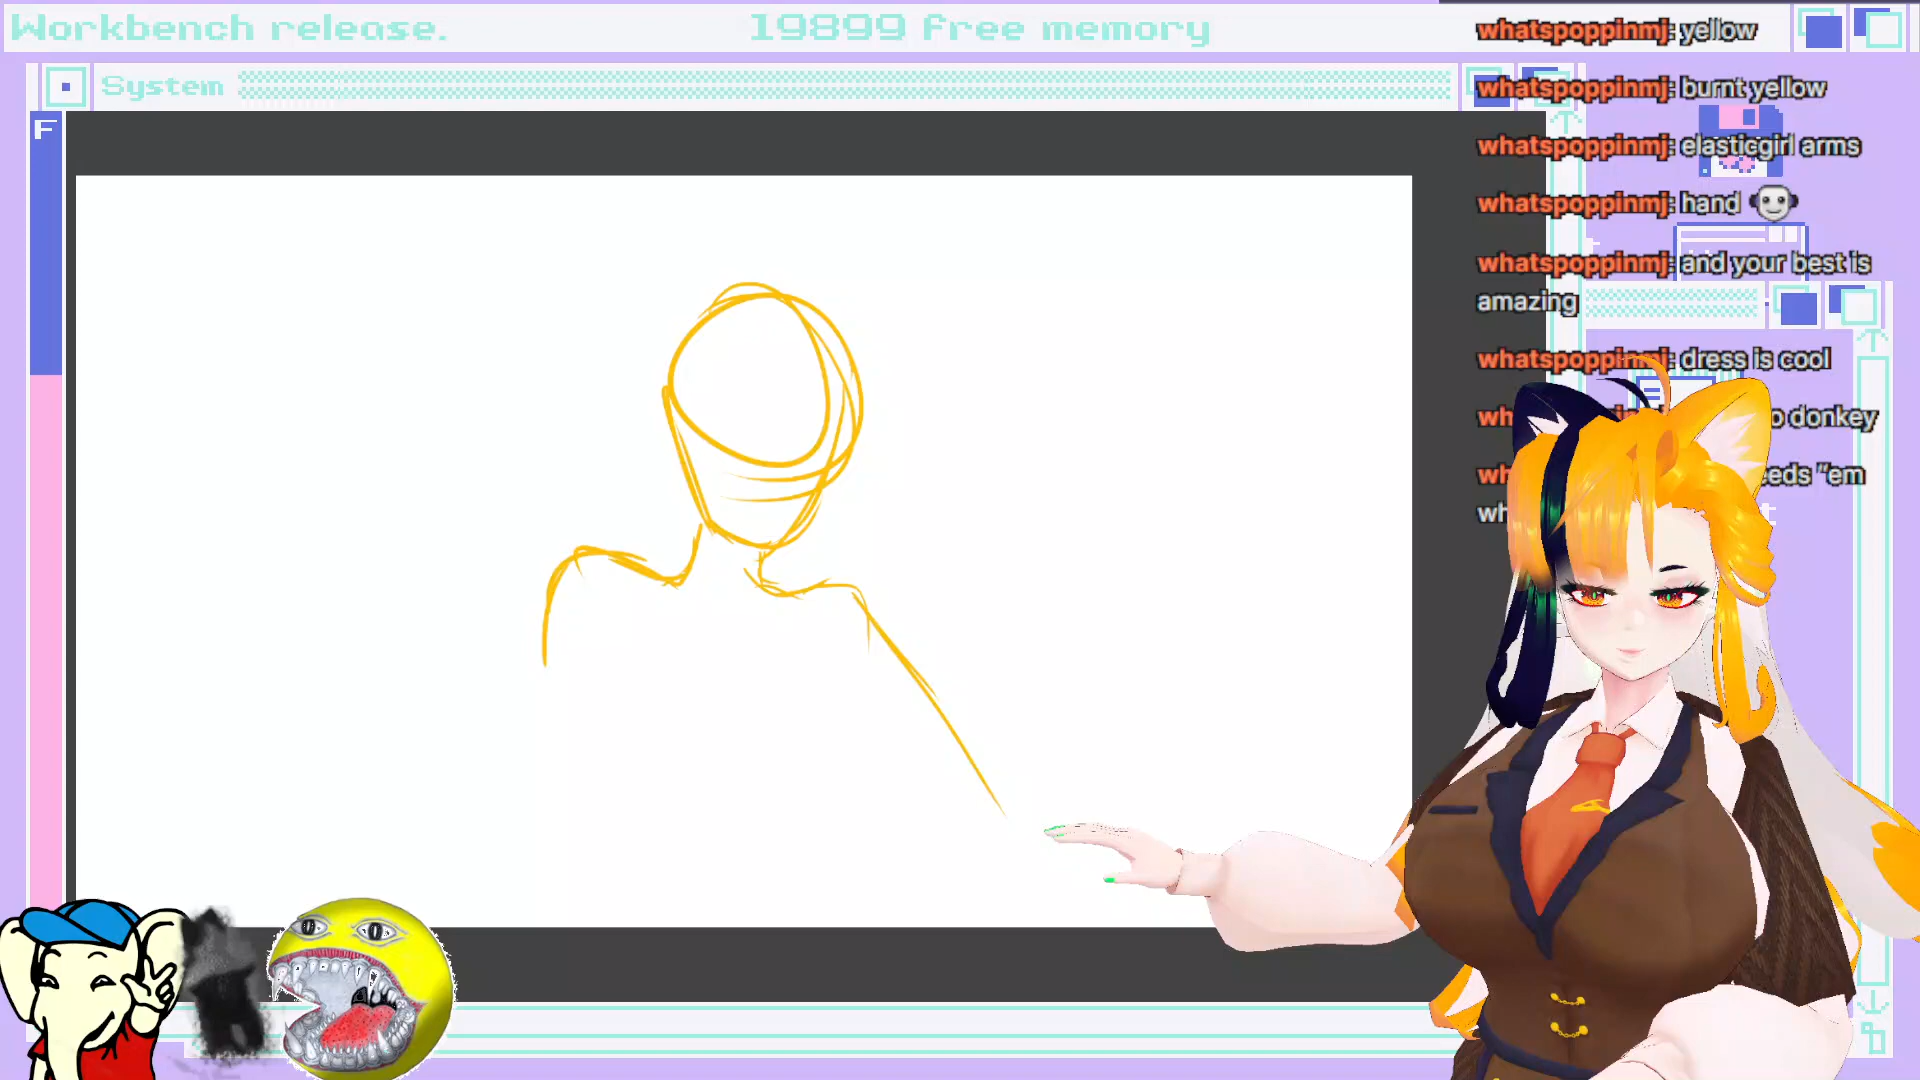 Workbench release.
19899 free memory
System
F
whatspoppinmj: yellow
whatspoppinmj: burnt yellow
whatspoppinmj: elasticgirl arms
whatspoppinmj: hand
whatspoppinmj: and your best is
amazing
whatspoppinmj: dress is cool
donkey
"em